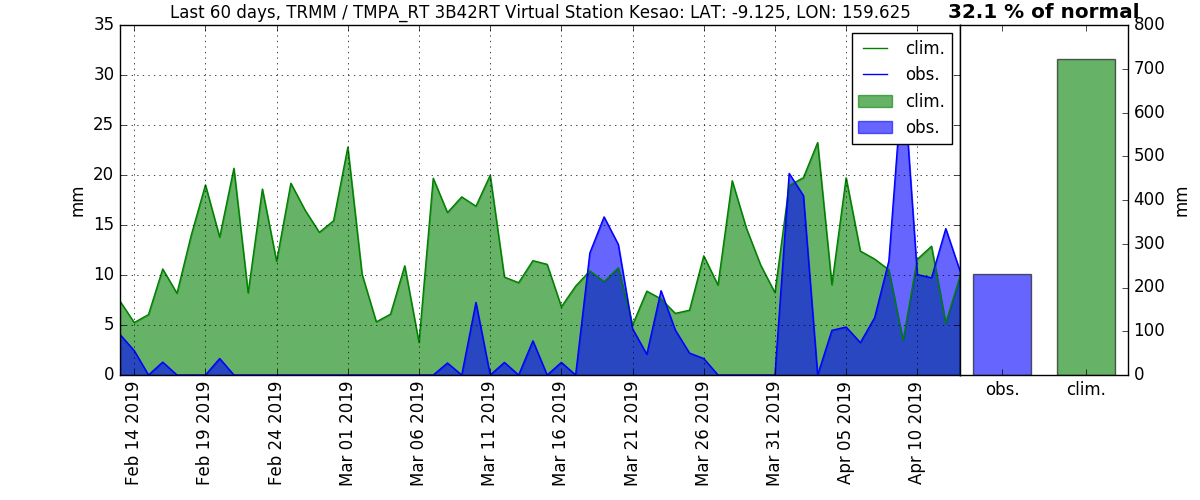 Last 60 days, TRMM / TMPA_RT 3B42RT Virtual Station Kesao: LAT: -9.125, LON: 159.625
32.1 % of normal
35
30
25
20
15
10
5
0
mm
clim.
obs.
clim.
obs.
800
700
600
500
400
300
200
100
0
mm
obs.
clim.
Feb 14 2019
Feb 19 2019
Feb 24 2019
Mar 01 2019
Mar 06 2019
Mar 11 2019
Mar 16 2019
Mar 21 2019
Mar 26 2019
Mar 31 2019
Apr 05 2019
Apr 10 2019